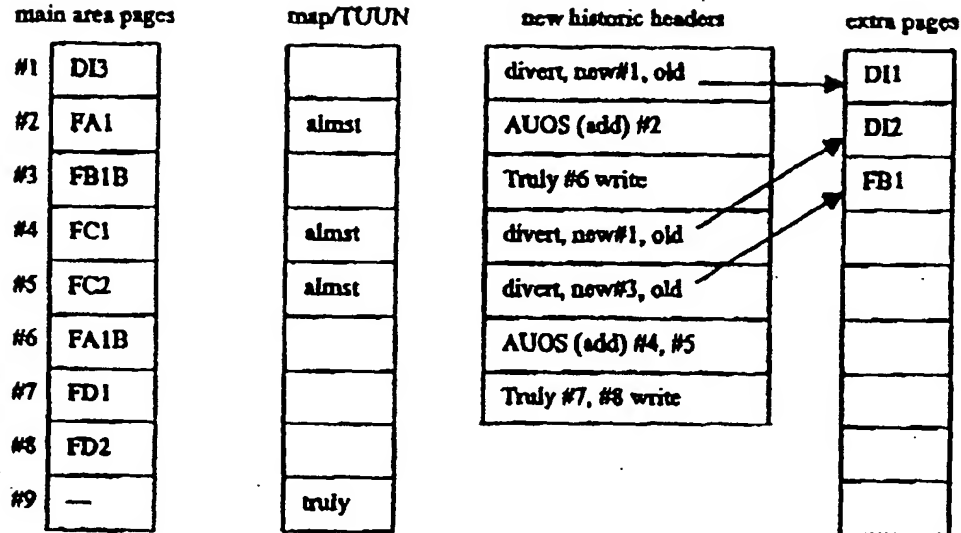 main area pages map/TUUN new historic headers extra pages
#1 DI3 divert, new#1, old DI1
#2 FA1 almst AUOS (add) #2 DI2
#3 FB1B Truly #6 write FB1
#4 FC1 almst divert, new#1, old
#5 FC2 almst divert, new#3, old
#6 FA1B AUOS (add) #4, #5
#7 FD1 Truly #7, #8 write
#8 FD2
#9 — truly